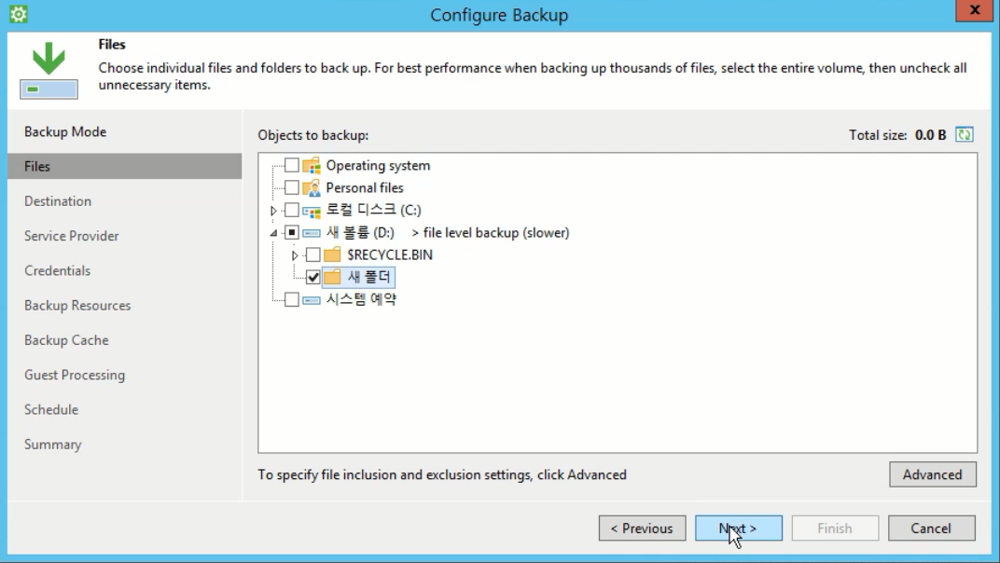 Configure Backup
x
Files
Choose individual files and folders to back up. For best performance when backing up thousands of files, select the entire volume, then uncheck all
unnecessary items.
Backup Mode
Files
Destination
Service Provider
Credentials
Backup Resources
Backup Cache
Guest Processing
Schedule
Summary
Objects to backup:
Total size: 0.0 B
Operating system
Personal files
로컬 디스크 (C:)
새 볼륨 (D:) > file level backup (slower)
$RECYCLE.BIN
새 폴더
시스템 예약
To specify file inclusion and exclusion settings, click Advanced
Advanced
< Previous
Next >
Finish
Cancel